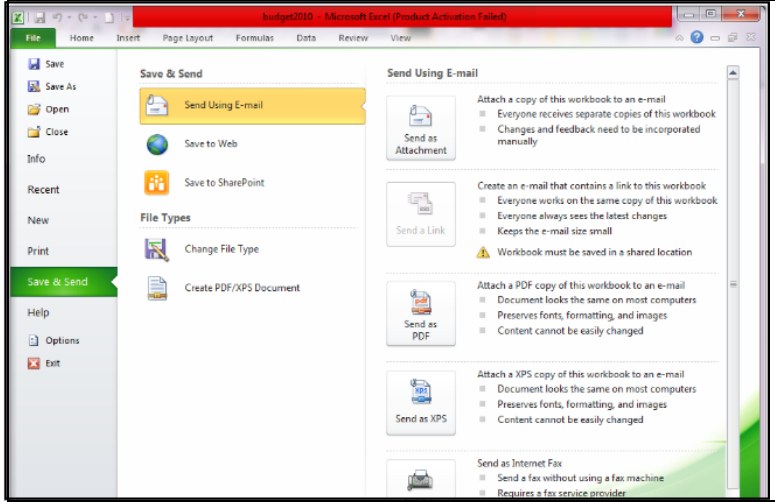 budget2010 - Microsoft Excel (Product Activation Failed)
File Home Insert Page Layout Formulas Data Review View
Save
Save As
Open
Close
Info
Recent
New
Print
Save & Send
Help
Options
Exit
Save & Send
Send Using E-mail
Save to Web
Save to SharePoint
File Types
Change File Type
Create PDF/XPS Document
Send Using E-mail
Send as
Attachment
Attach a copy of this workbook to an e-mail
Everyone receives separate copies of this workbook
Changes and feedback need to be incorporated
manually
Send a Link
Create an e-mail that contains a link to this workbook
Everyone works on the same copy of this workbook
Everyone always sees the latest changes
Keeps the e-mail size small
Workbook must be saved in a shared location
Send as
PDF
Attach a PDF copy of this workbook to an e-mail
Document looks the same on most computers
Preserves fonts, formatting, and images
Content cannot be easily changed
Send as XPS
Attach a XPS copy of this workbook to an e-mail
Document looks the same on most computers
Preserves fonts, formatting, and images
Content cannot be easily changed
Send as Internet Fax
Send a fax without using a fax machine
Requires a fax service provider